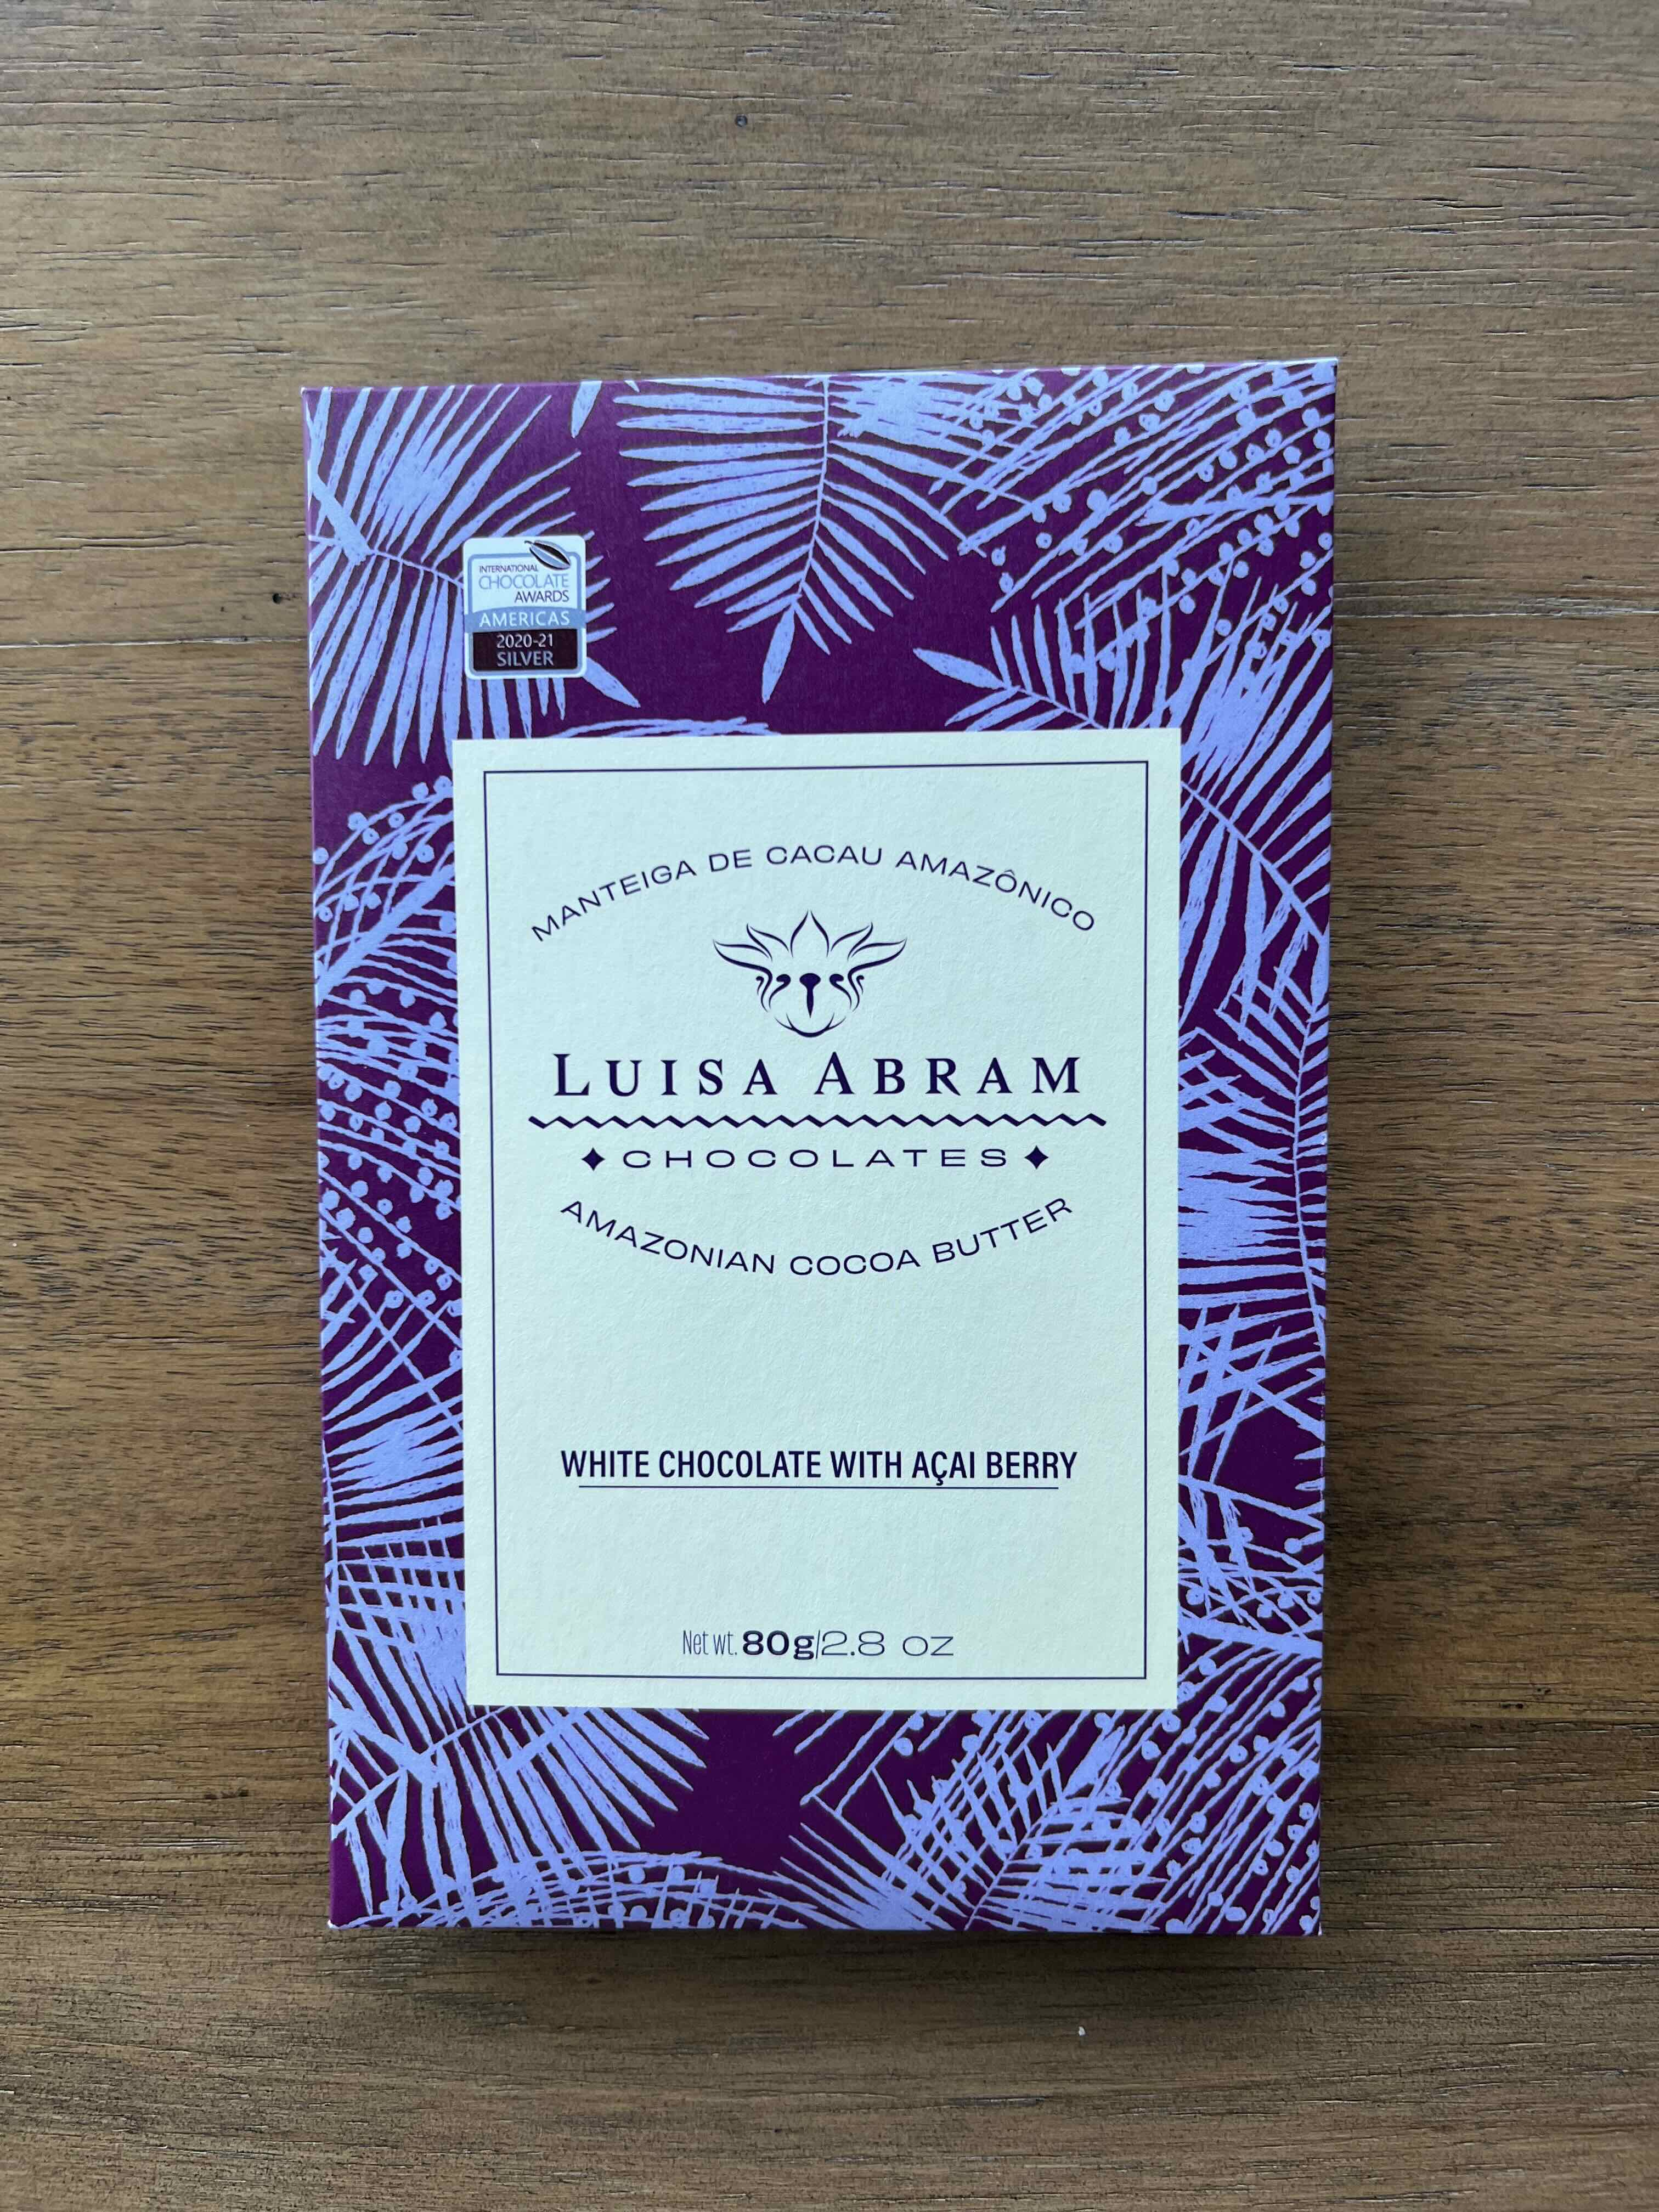 INTERNATIONAL
CHOCOLATE
AWARDS
AMERICAS
2020-21
SILVER
MANTEIGA DE CACAU AMAZÔNICO
LUISA ABRAM
CHOCOLATES
AMAZONIAN COCOA BUTTER
WHITE CHOCOLATE WITH AÇAI BERRY
Net wt. 80g|2.8 oz